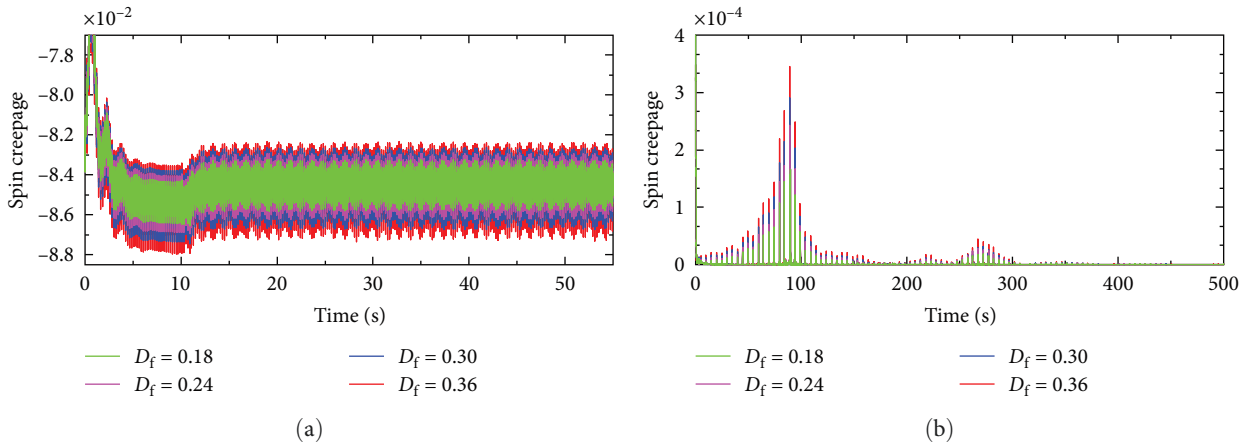 ×10⁻²
−7.8
−8.0
−8.2
−8.4
−8.6
−8.8
Spin creepage
0 10 20 30 40 50
Time (s)
D_f = 0.18 D_f = 0.30
D_f = 0.24 D_f = 0.36
(a)
×10⁻⁴
4
3
2
1
0
Spin creepage
0 100 200 300 400 500
Time (s)
D_f = 0.18 D_f = 0.30
D_f = 0.24 D_f = 0.36
(b)